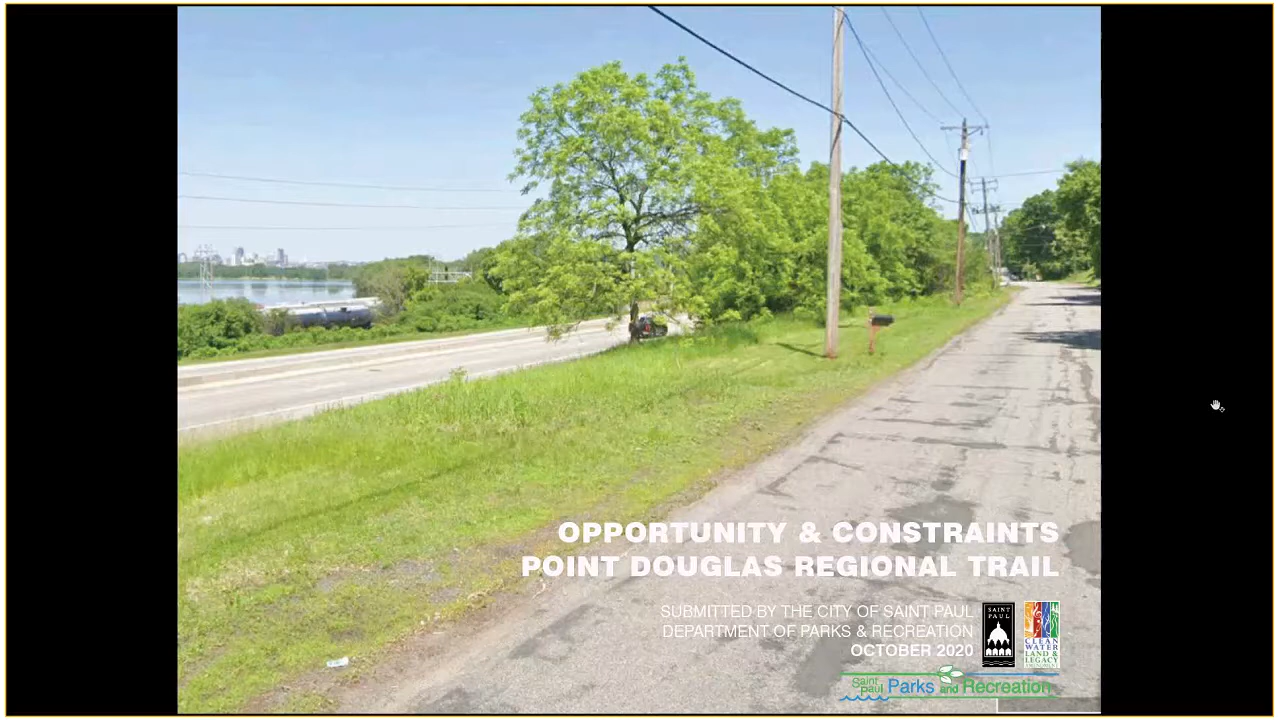 OPPORTUNITY & CONSTRAINTS
POINT DOUGLAS REGIONAL TRAIL
SUBMITTED BY THE CITY OF SAINT PAUL
DEPARTMENT OF PARKS & RECREATION
OCTOBER 2020
SAINT
PAUL
CLEAN
WATER
LAND &
LEGACY
Saint
paul
Parks and Recreation